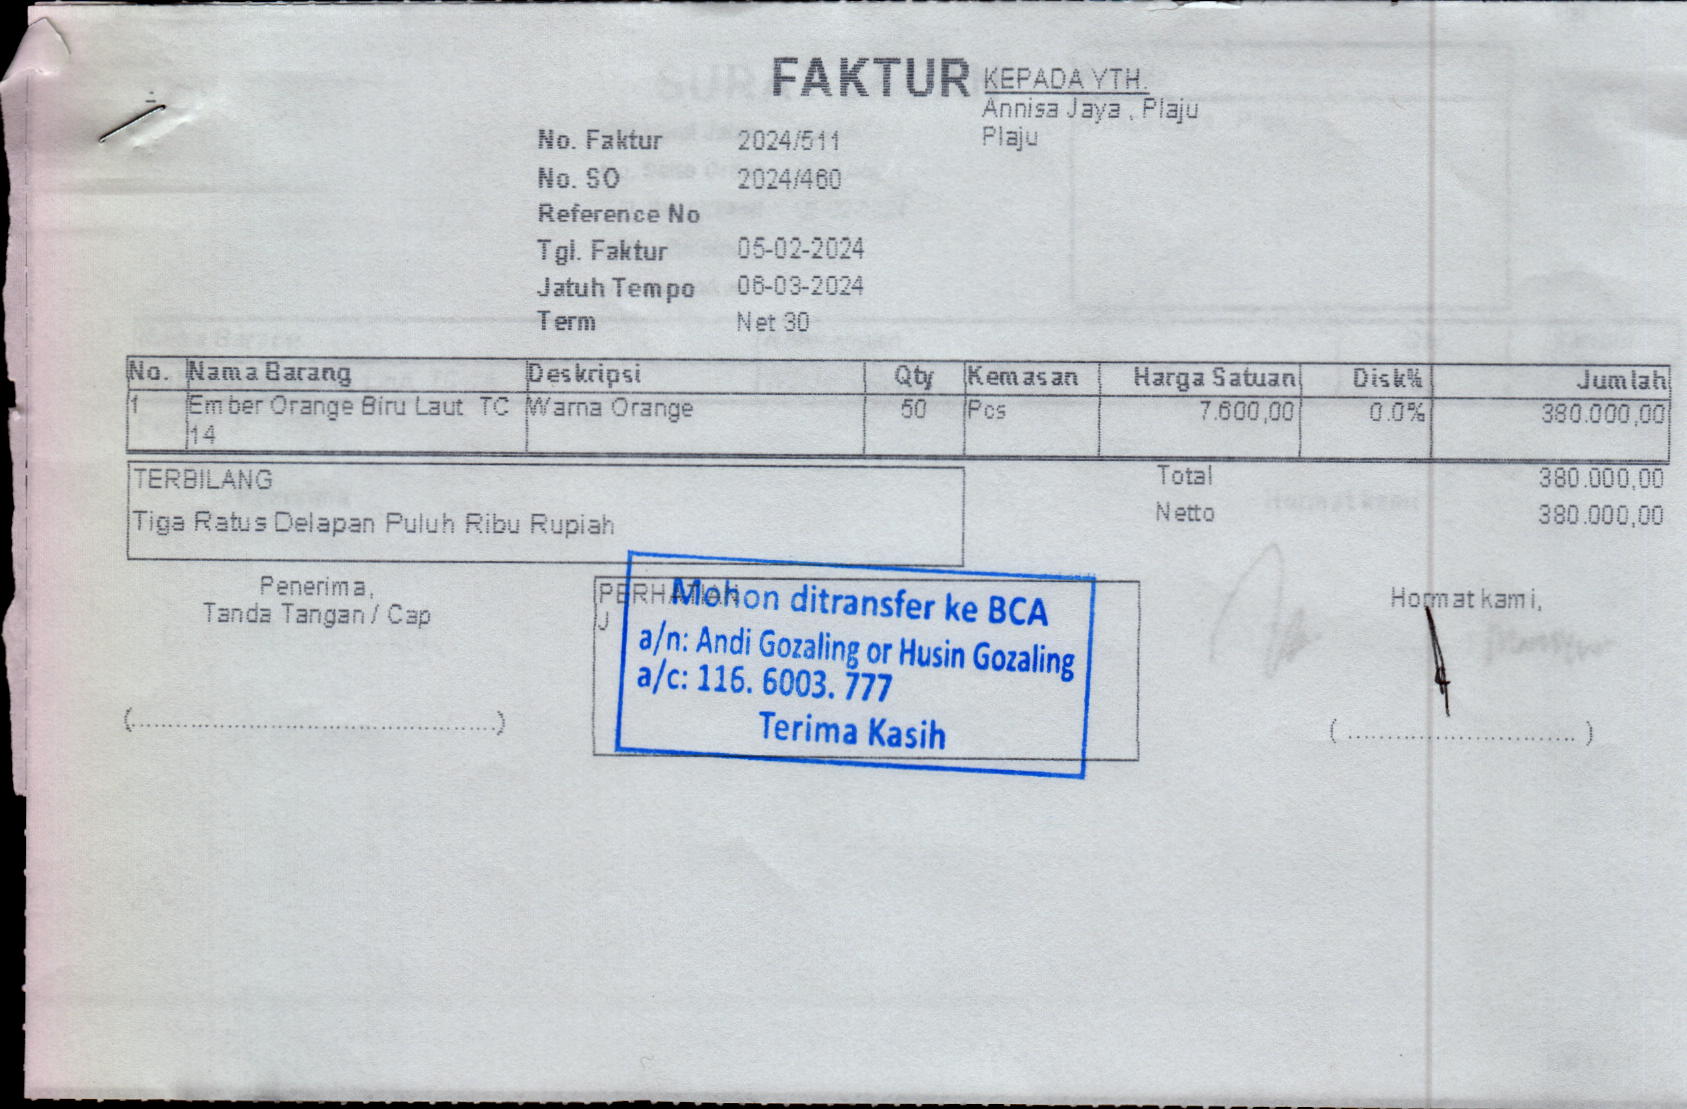 FAKTUR
KEPADA YTH.
Annisa Jaya , Plaju
Plaju
No. Faktur 2024/511
No. SO 2024/460
Reference No
Tgl. Faktur 05-02-2024
Jatuh Tempo 06-03-2024
Term Net 30
No. Nama Barang Deskripsi Qty Kemasan Harga Satuan Disk% Jumlah
1 Ember Orange Biru Laut TC Warna Orange 50 Pcs 7.600,00 0.0% 380.000,00
14
TERBILANG
Tiga Ratus Delapan Puluh Ribu Rupiah
Total 380.000,00
Netto 380.000,00
Penerima,
Tanda Tangan / Cap
(............................................)
PERHATIAN
J
Mohon ditransfer ke BCA
a/n: Andi Gozaling or Husin Gozaling
a/c: 116. 6003. 777
Terima Kasih
Hormat kami,
( ............................ )